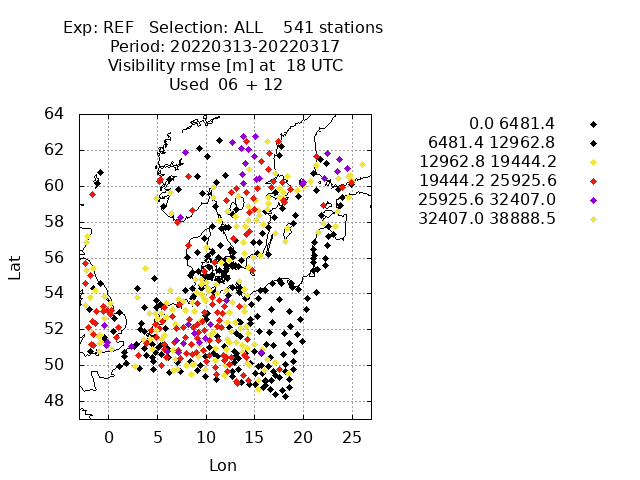 Exp: REF   Selection: ALL    541 stations
Period: 20220313-20220317
Visibility rmse [m] at  18 UTC
Used  06 + 12
0.0 6481.4
6481.4 12962.8
12962.8 19444.2
19444.2 25925.6
25925.6 32407.0
32407.0 38888.5
64
62
60
58
56
54
52
50
48
Lat
0 5 10 15 20 25
Lon